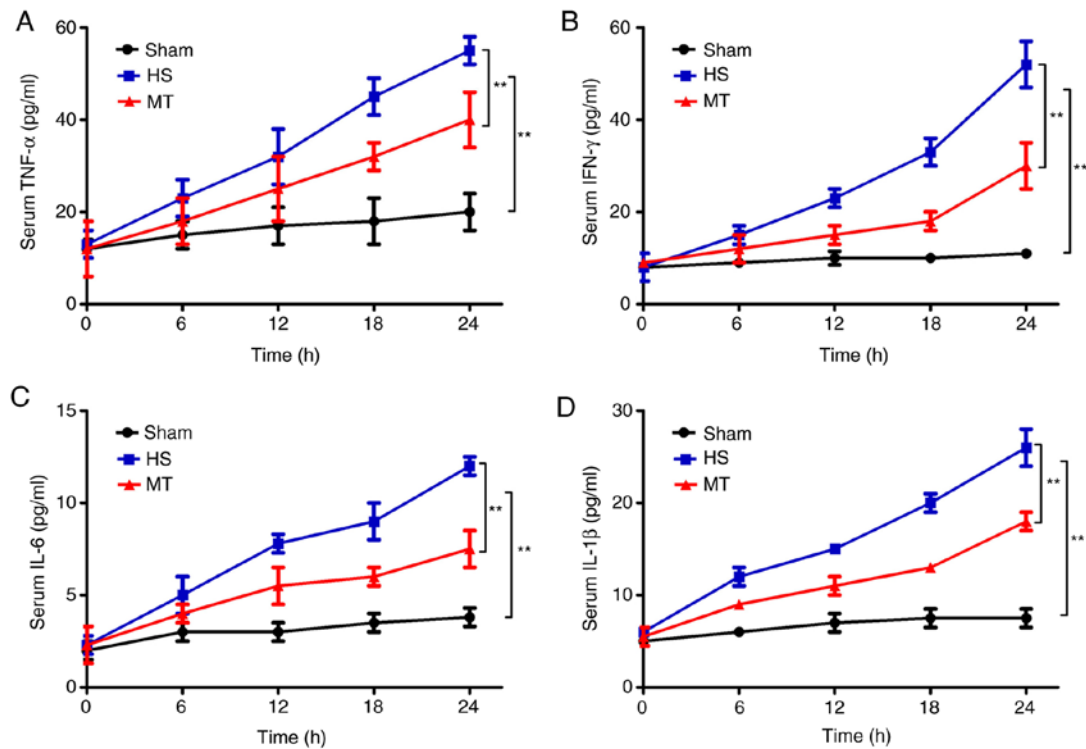 A
Serum TNF-α (pg/ml)
60
40
20
0
Sham
HS
MT
**
**
0 6 12 18 24
Time (h)
B
Serum IFN-γ (pg/ml)
60
40
20
0
Sham
HS
MT
**
**
0 6 12 18 24
Time (h)
C
Serum IL-6 (pg/ml)
15
10
5
0
Sham
HS
MT
**
**
0 6 12 18 24
Time (h)
D
Serum IL-1β (pg/ml)
30
20
10
0
Sham
HS
MT
**
**
0 6 12 18 24
Time (h)